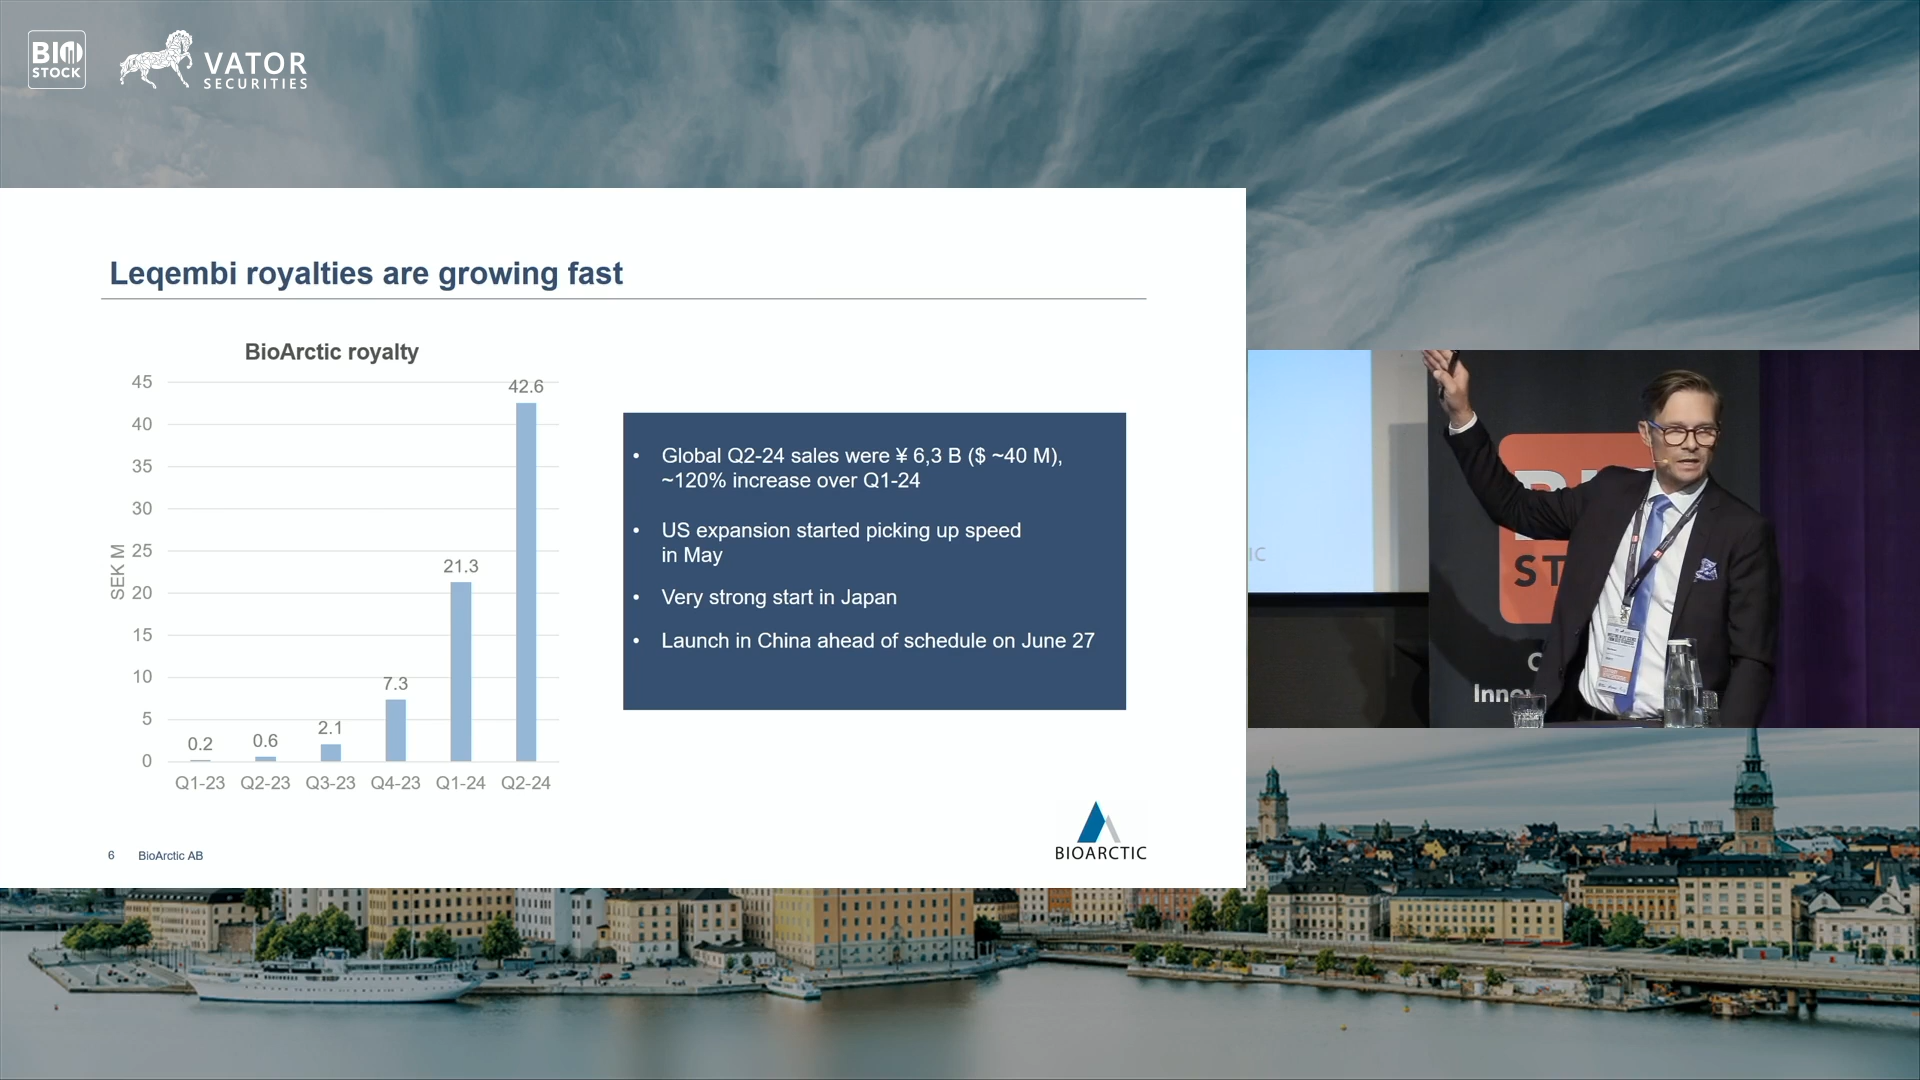 BIO
STOCK
VATOR
SECURITIES
Leqembi royalties are growing fast
BioArctic royalty
SEK M
45
40
35
30
25
20
15
10
5
0
0.2
0.6
2.1
7.3
21.3
42.6
Q1-23 Q2-23 Q3-23 Q4-23 Q1-24 Q2-24
• Global Q2-24 sales were ¥ 6,3 B ($ ~40 M),
~120% increase over Q1-24
• US expansion started picking up speed
in May
• Very strong start in Japan
• Launch in China ahead of schedule on June 27
BIOARCTIC
6 BioArctic AB
IC
ST
Inno